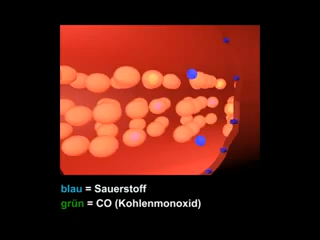 blau = Sauerstoff
grün = CO (Kohlenmonoxid)